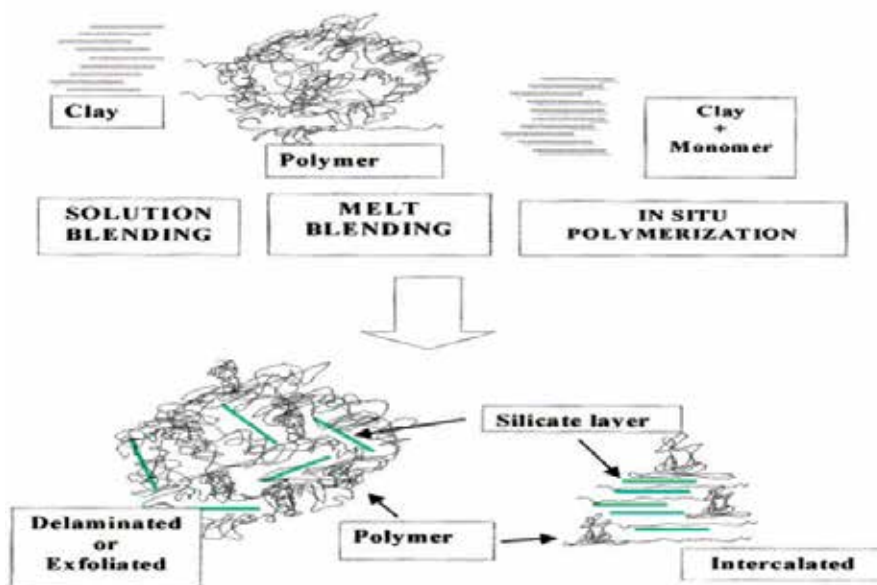 Clay
Polymer
Clay
+
Monomer
SOLUTION
BLENDING
MELT
BLENDING
IN SITU
POLYMERIZATION
Silicate layer
Delaminated
or
Exfoliated
Polymer
Intercalated